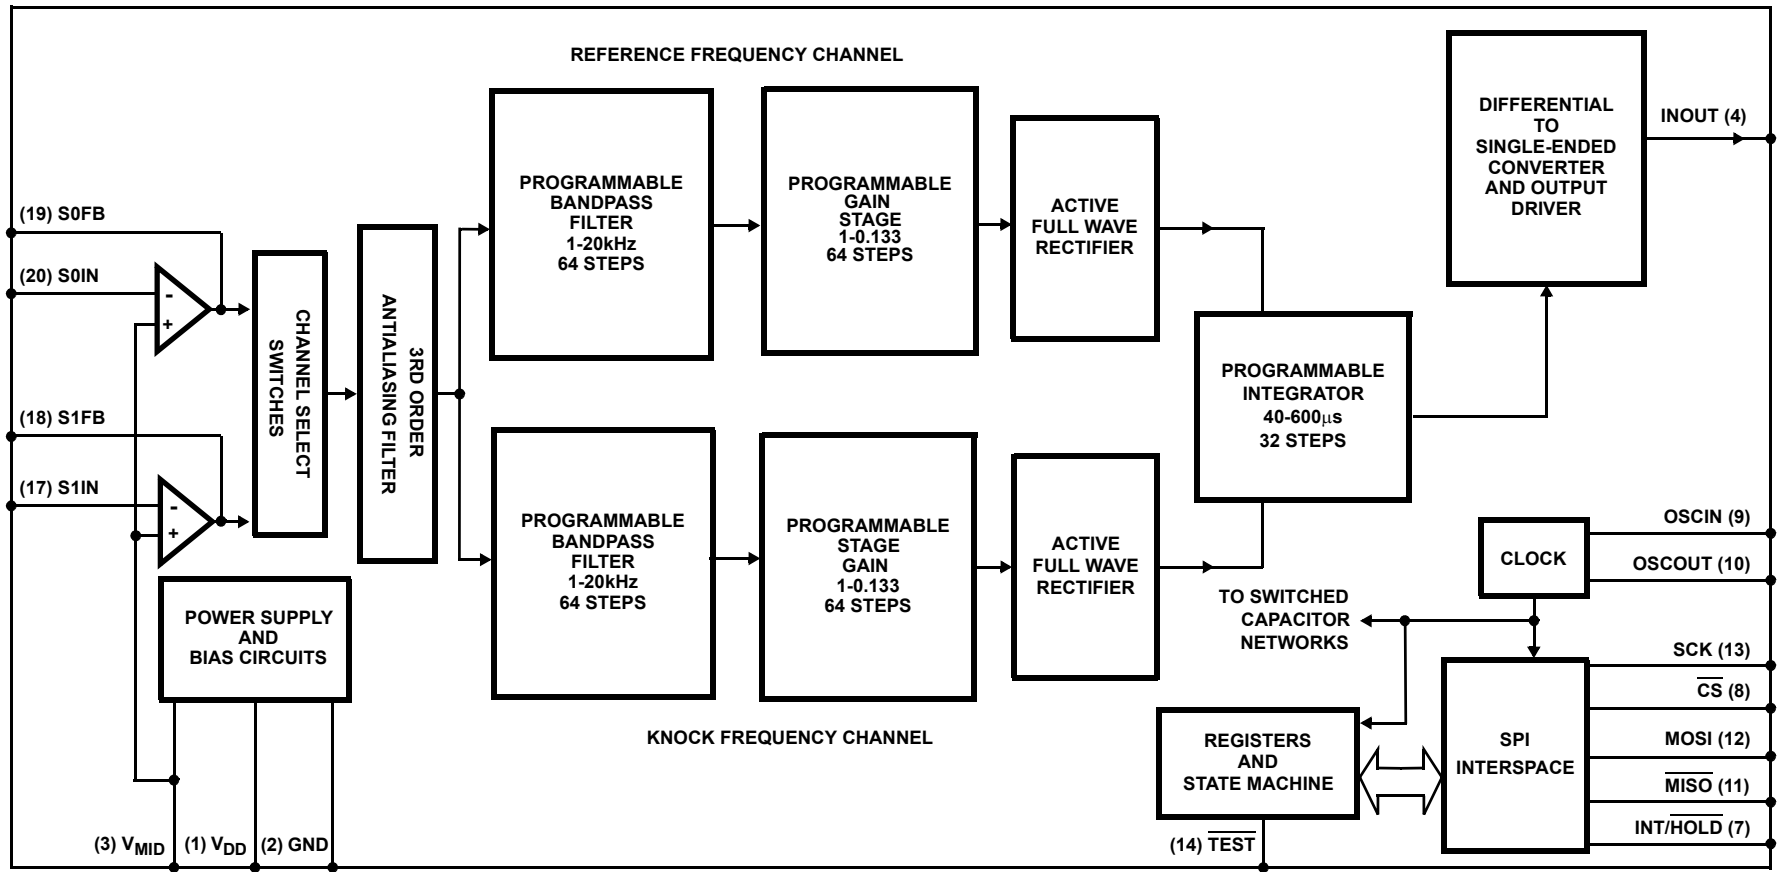 REFERENCE FREQUENCY CHANNEL
(19) S0FB
(20) S0IN
-
+
(18) S1FB
(17) S1IN
-
+
CHANNEL SELECT
SWITCHES
3RD ORDER
ANTIALIASING FILTER
PROGRAMMABLE
BANDPASS
FILTER
1-20kHz
64 STEPS
PROGRAMMABLE
GAIN
STAGE
1-0.133
64 STEPS
ACTIVE
FULL WAVE
RECTIFIER
DIFFERENTIAL
TO
SINGLE-ENDED
CONVERTER
AND OUTPUT
DRIVER
INOUT (4)
PROGRAMMABLE
INTEGRATOR
40-600μs
32 STEPS
PROGRAMMABLE
BANDPASS
FILTER
1-20kHz
64 STEPS
PROGRAMMABLE
STAGE
GAIN
1-0.133
64 STEPS
ACTIVE
FULL WAVE
RECTIFIER
KNOCK FREQUENCY CHANNEL
POWER SUPPLY
AND
BIAS CIRCUITS
(3) VMID
(1) VDD
(2) GND
CLOCK
OSCIN (9)
OSCOUT (10)
TO SWITCHED
CAPACITOR
NETWORKS
REGISTERS
AND
STATE MACHINE
(14) TEST
SPI
INTERSPACE
SCK (13)
CS (8)
MOSI (12)
MISO (11)
INT/HOLD (7)